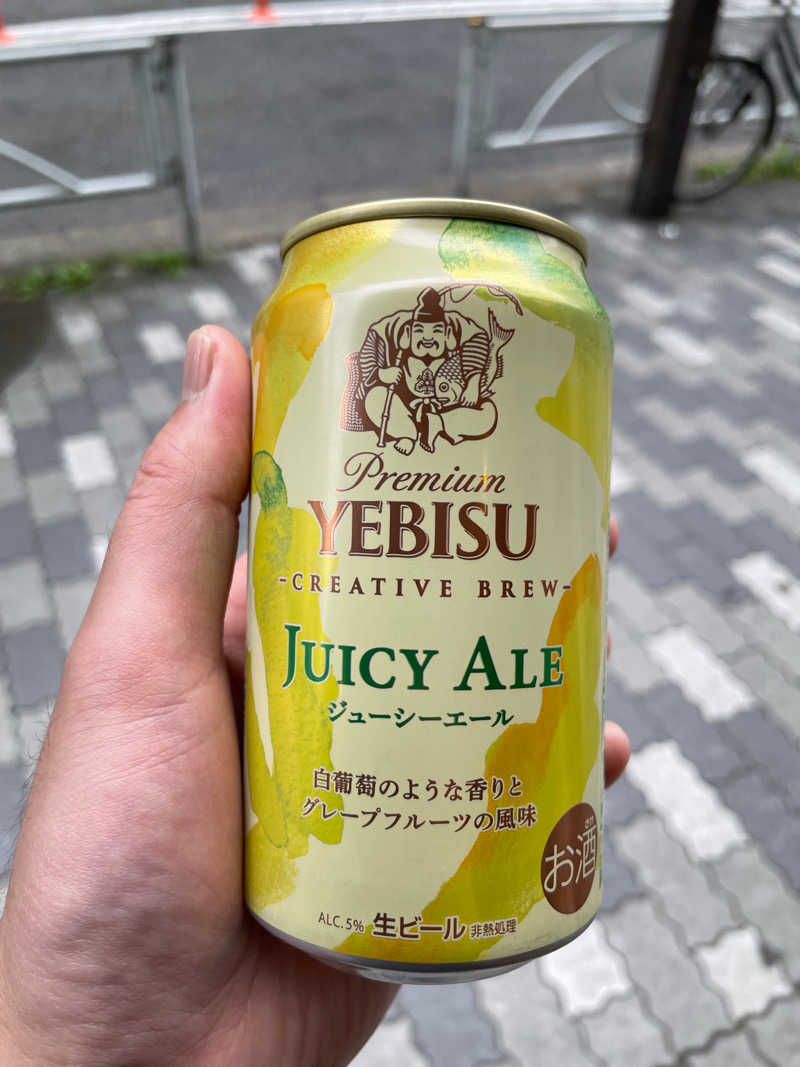 Premium
YEBISU
-CREATIVE BREW-
JUICY ALE
ジューシーエール
白葡萄のような香りと
グレープフルーツの風味
お酒
ALC.5% 生ビール 非熱処理